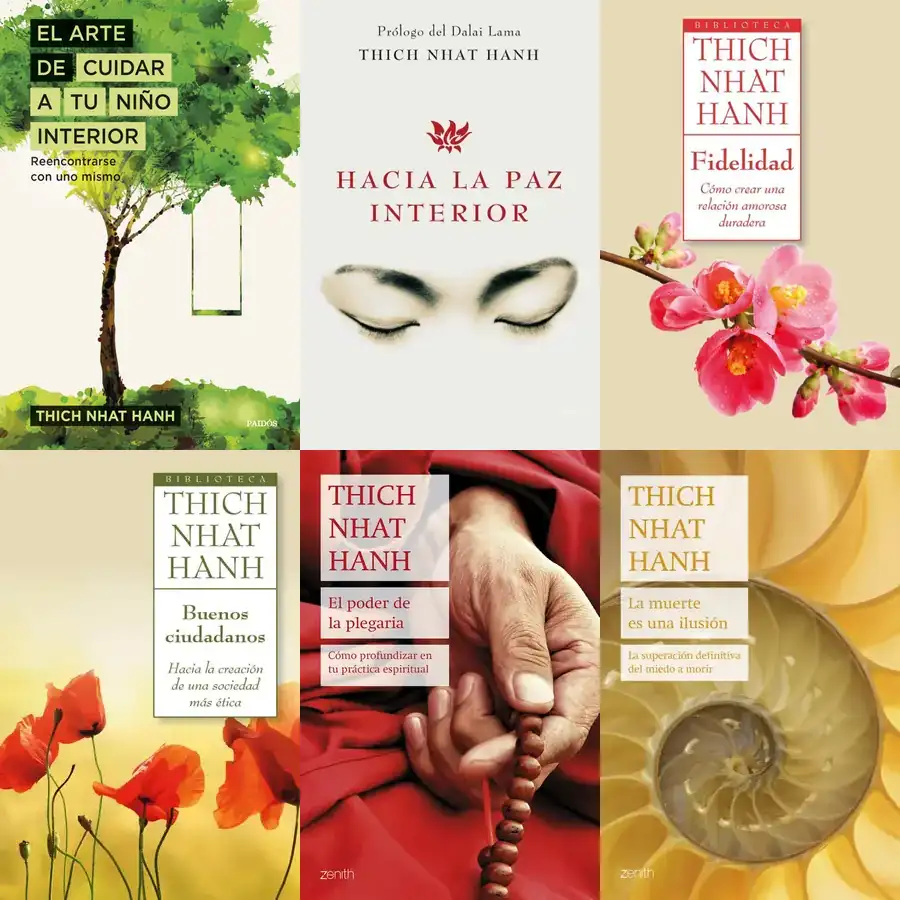 EL ARTE
DE CUIDAR
A TU NIÑO
INTERIOR
Reencontrarse
con uno mismo
THICH NHAT HANH
PAIDÓS
Prólogo del Dalai Lama
THICH NHAT HANH
HACIA LA PAZ
INTERIOR
BIBLIOTECA
THICH
NHAT
HANH
Fidelidad
Cómo crear una
relación amorosa
duradera
BIBLIOTECA
THICH
NHAT
HANH
Buenos
ciudadanos
Hacia la creación
de una sociedad
más ética
THICH
NHAT
HANH
El poder de
la plegaria
Cómo profundizar en
tu práctica espiritual
zenith
THICH
NHAT
HANH
La muerte
es una ilusión
La superación definitiva
del miedo a morir
zenith